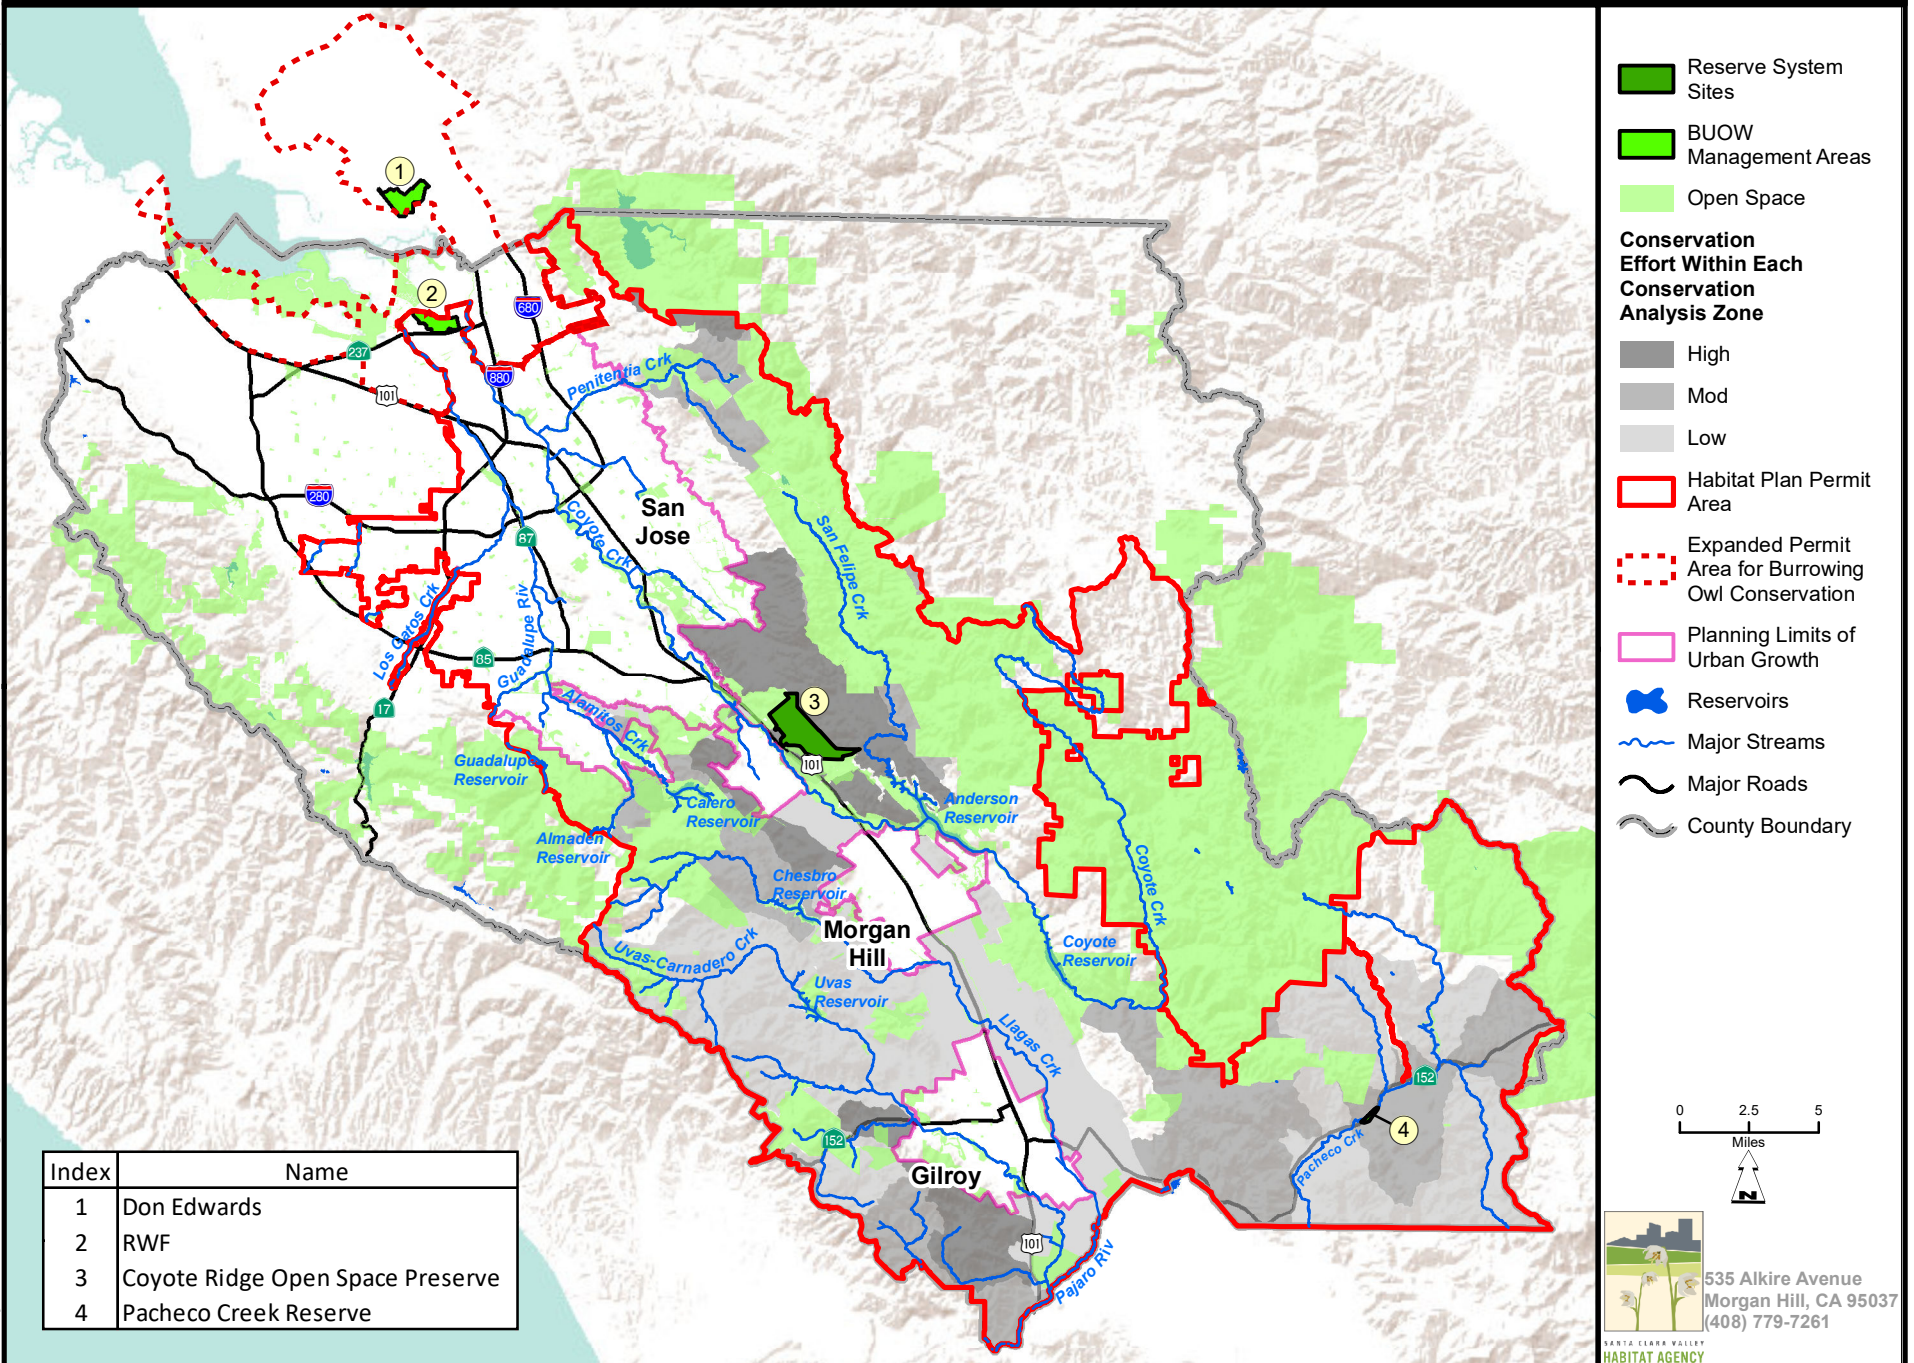 1
2
680
237
880
101
Penitentia Crk
280
San
Jose
Coyote Crk
87
San Felipe Crk
Los Gatos Crk
Guadalupe Riv
85
17
Alamitos Crk
3
101
Guadalupe
Reservoir
Calero
Reservoir
Anderson
Reservoir
Almaden
Reservoir
Chesbro
Reservoir
Coyote Crk
Morgan
Hill
Uvas-Carnadero Crk
Coyote
Reservoir
Uvas
Reservoir
Llagas Crk
152
4
Pacheco Crk
152
Gilroy
101
Pajaro Riv
Index Name
1 Don Edwards
2 RWF
3 Coyote Ridge Open Space Preserve
4 Pacheco Creek Reserve
Reserve System
Sites
BUOW
Management Areas
Open Space
Conservation
Effort Within Each
Conservation
Analysis Zone
High
Mod
Low
Habitat Plan Permit
Area
Expanded Permit
Area for Burrowing
Owl Conservation
Planning Limits of
Urban Growth
Reservoirs
Major Streams
Major Roads
County Boundary
0 2.5 5
Miles
N
535 Alkire Avenue
Morgan Hill, CA 95037
(408) 779-7261
SANTA CLARA VALLEY
HABITAT AGENCY